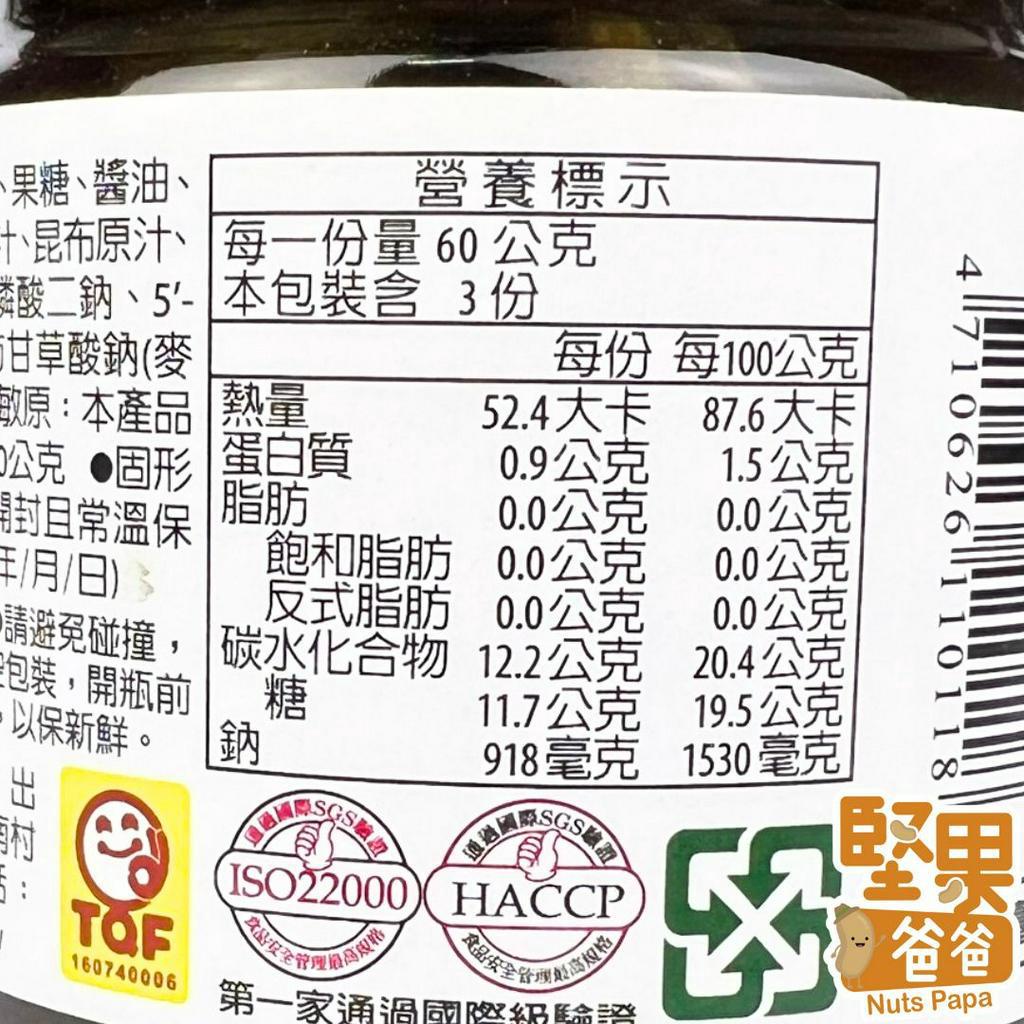 、果糖、醬油、
汁、昆布原汁、
磷酸二鈉、5'-
甘草酸鈉(麥
敏原：本產品
0公克 ●固形
開封且常溫保
年/月/日)
請避免碰撞，
包裝，開瓶前
，以保新鮮。
出
村
營養標示
每一份量 60 公克
本包裝含 3 份
每份 每100公克
熱量 52.4 大卡 87.6 大卡
蛋白質 0.9 公克 1.5 公克
脂肪 0.0 公克 0.0 公克
飽和脂肪 0.0 公克 0.0 公克
反式脂肪 0.0 公克 0.0 公克
碳水化合物 12.2 公克 20.4 公克
糖 11.7 公克 19.5 公克
鈉 918 毫克 1530 毫克
4 710626 110118
TQF
160740006
通過國際SGS驗證
ISO22000
食品安全管理最高規格
通過國際SGS驗證
HACCP
食品安全管理最高規格
第一家通過國際級驗證
堅果
爸爸
Nuts Papa